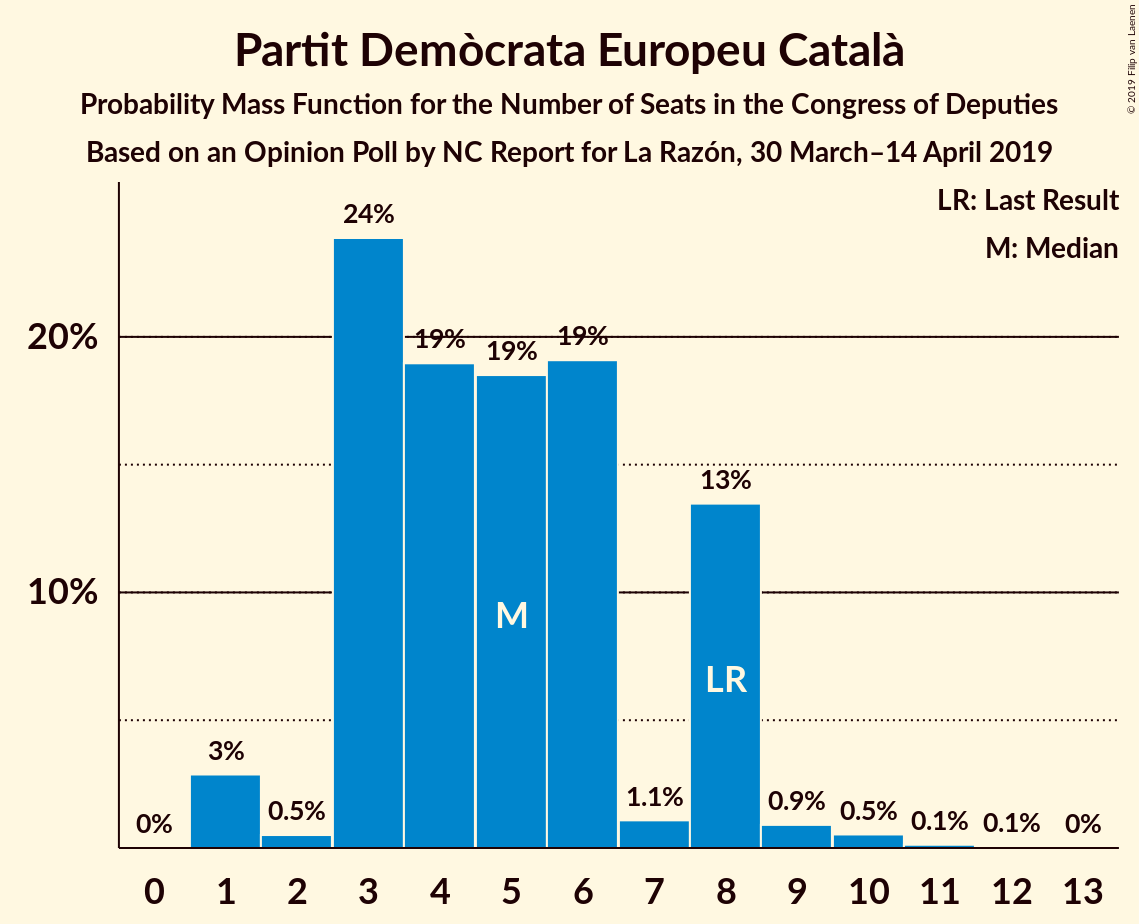 Partit Demòcrata Europeu Català
Probability Mass Function for the Number of Seats in the Congress of Deputies
Based on an Opinion Poll by NC Report for La Razón, 30 March–14 April 2019
© 2019 Filip van Laenen
LR: Last Result
M: Median
20%
10%
0%
3%
0.5%
24%
19%
19%
19%
1.1%
13%
0.9%
0.5%
0.1%
0.1%
0%
M
LR
0 1 2 3 4 5 6 7 8 9 10 11 12 13